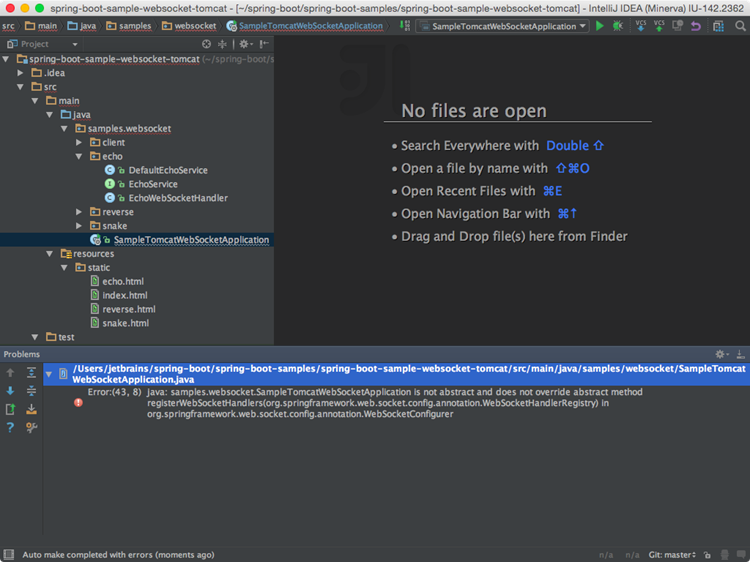 spring-boot-sample-websocket-tomcat - [~/spring-boot/spring-boot-samples/spring-boot-sample-websocket-tomcat] - IntelliJ IDEA (Minerva) IU-142.2362
src main java samples websocket SampleTomcatWebSocketApplication SampleTomcatWebSocketApplication VCS VCS
Project
spring-boot-sample-websocket-tomcat (~/spring-boot/s
.idea
src
main
java
samples.websocket
client
echo
DefaultEchoService
EchoService
EchoWebSocketHandler
reverse
snake
SampleTomcatWebSocketApplication
resources
static
echo.html
index.html
reverse.html
snake.html
test
No files are open
• Search Everywhere with Double ⇧
• Open a file by name with ⇧⌘O
• Open Recent Files with ⌘E
• Open Navigation Bar with ⌘↑
• Drag and Drop file(s) here from Finder
Problems
/Users/jetbrains/spring-boot/spring-boot-samples/spring-boot-sample-websocket-tomcat/src/main/java/samples/websocket/SampleTomcat
WebSocketApplication.java
Error:(43, 8) java: samples.websocket.SampleTomcatWebSocketApplication is not abstract and does not override abstract method
registerWebSocketHandlers(org.springframework.web.socket.config.annotation.WebSocketHandlerRegistry) in
org.springframework.web.socket.config.annotation.WebSocketConfigurer
Auto make completed with errors (moments ago) n/a n/a Git: master